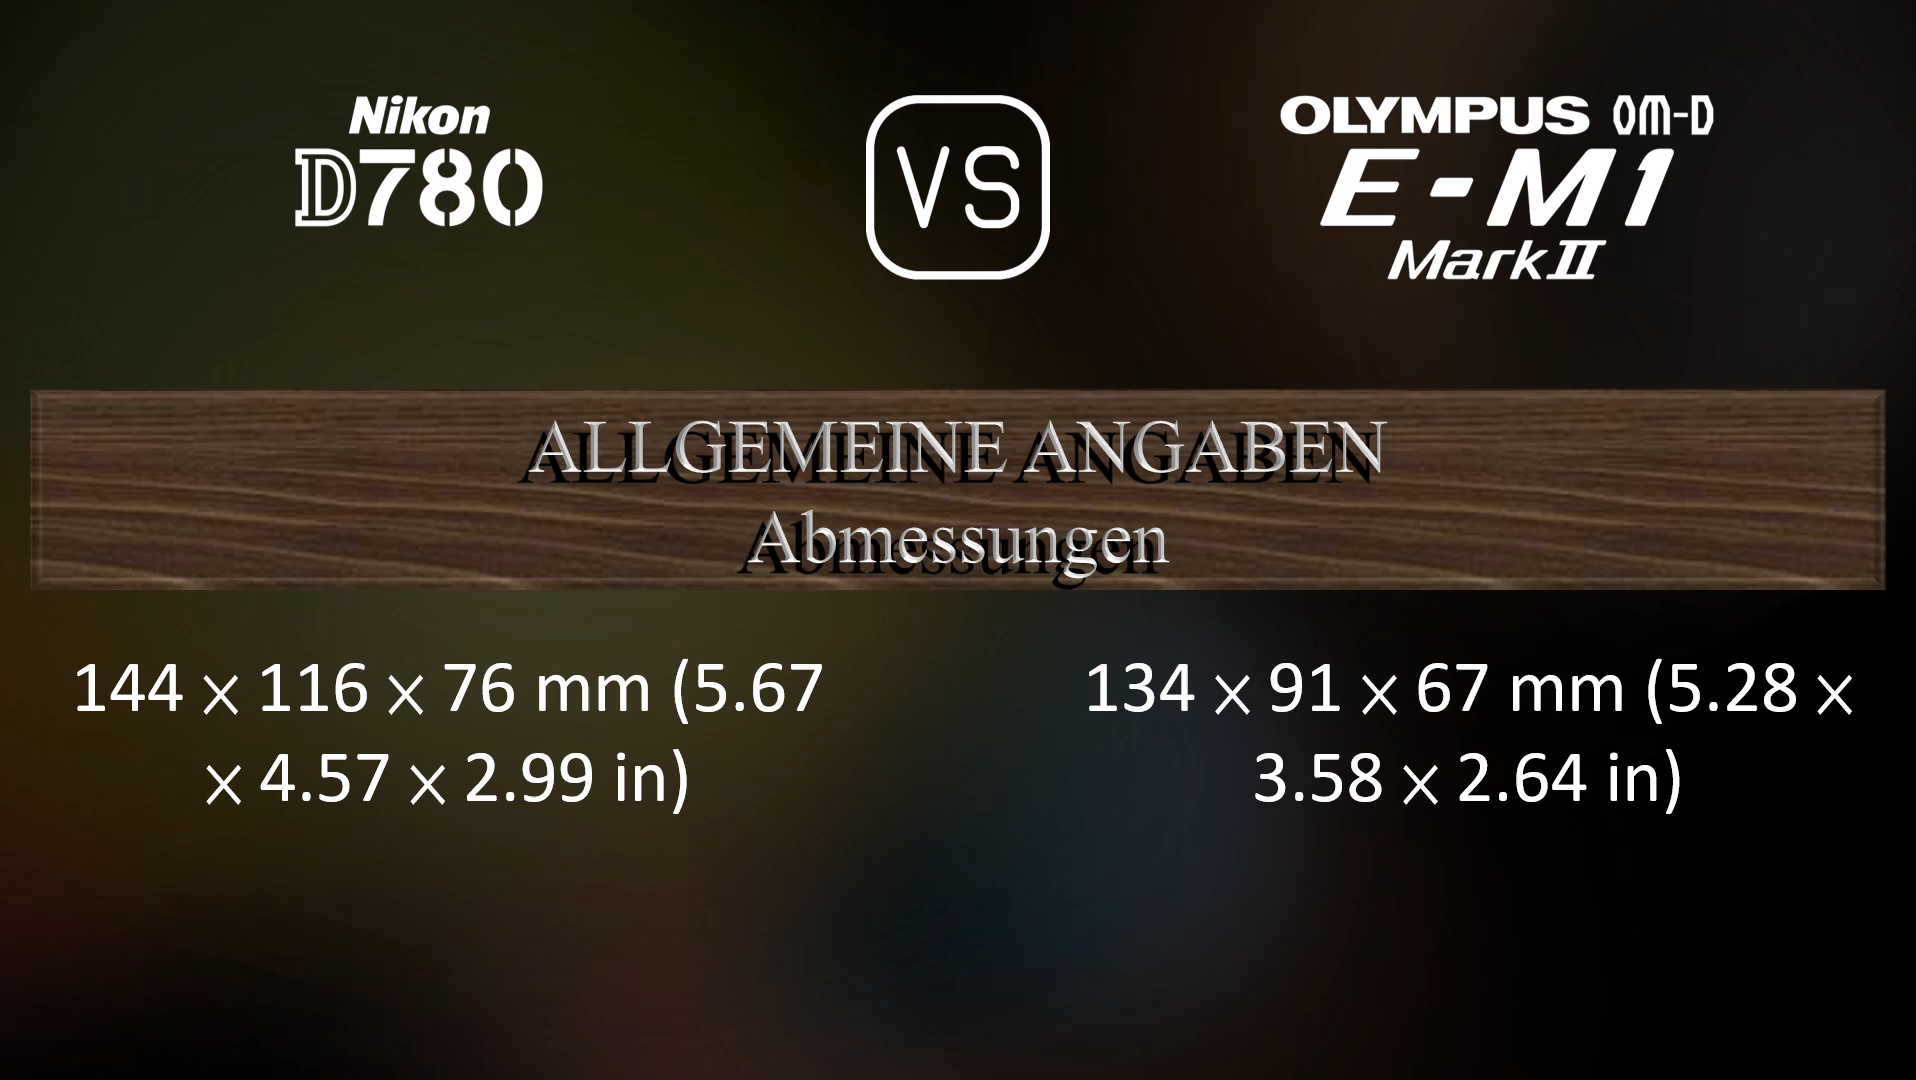 Nikon
D780
VS
OLYMPUS OM-D
E-M1
Mark II
ALLGEMEINE ANGABEN
Abmessungen
144 x 116 x 76 mm (5.67
x 4.57 x 2.99 in)
134 x 91 x 67 mm (5.28 x
3.58 x 2.64 in)